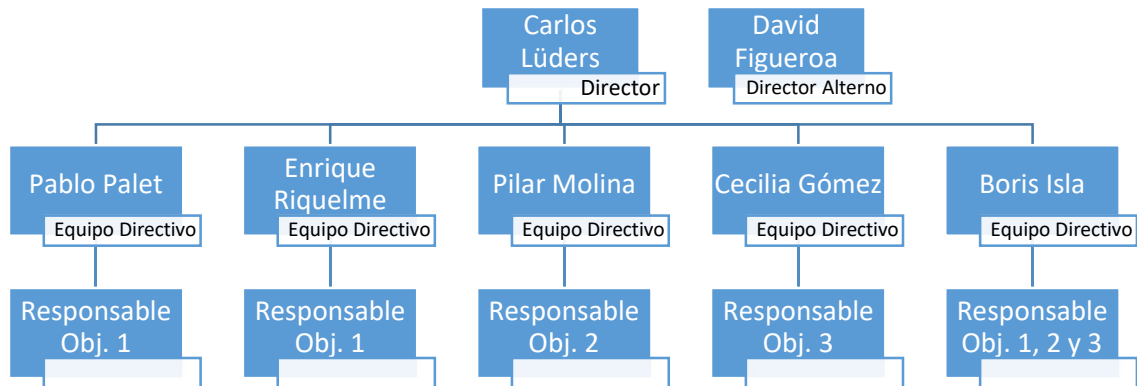 Carlos
Lüders
Director
David
Figueroa
Director Alterno
Pablo Palet
Equipo Directivo
Enrique
Riquelme
Equipo Directivo
Pilar Molina
Equipo Directivo
Cecilia Gómez
Equipo Directivo
Boris Isla
Equipo Directivo
Responsable
Obj. 1
Responsable
Obj. 1
Responsable
Obj. 2
Responsable
Obj. 3
Responsable
Obj. 1, 2 y 3